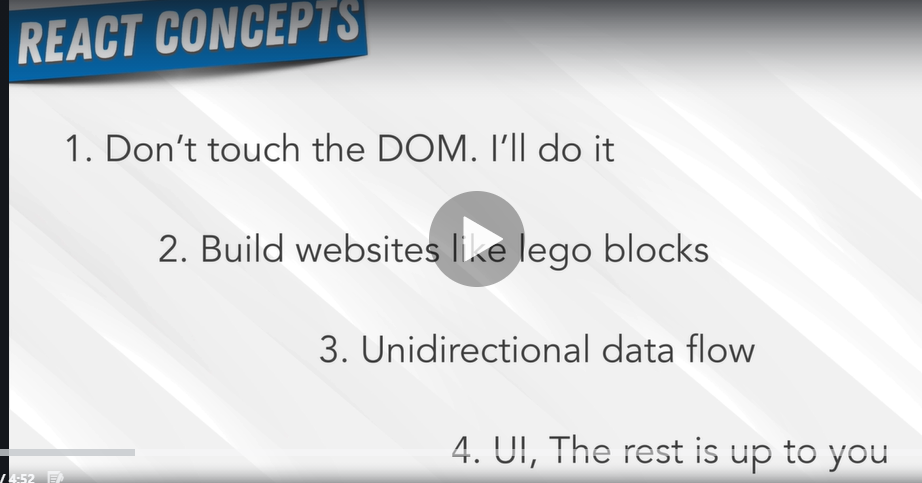 REACT CONCEPTS
1. Don’t touch the DOM. I’ll do it
2. Build websites like lego blocks
3. Unidirectional data flow
4. UI, The rest is up to you
/ 4:52